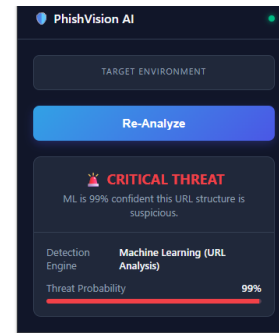 PhishVision AI
TARGET ENVIRONMENT
Re-Analyze
🚨 CRITICAL THREAT
ML is 99% confident this URL structure is
suspicious.
Detection Engine Machine Learning (URL Analysis)
Threat Probability 99%